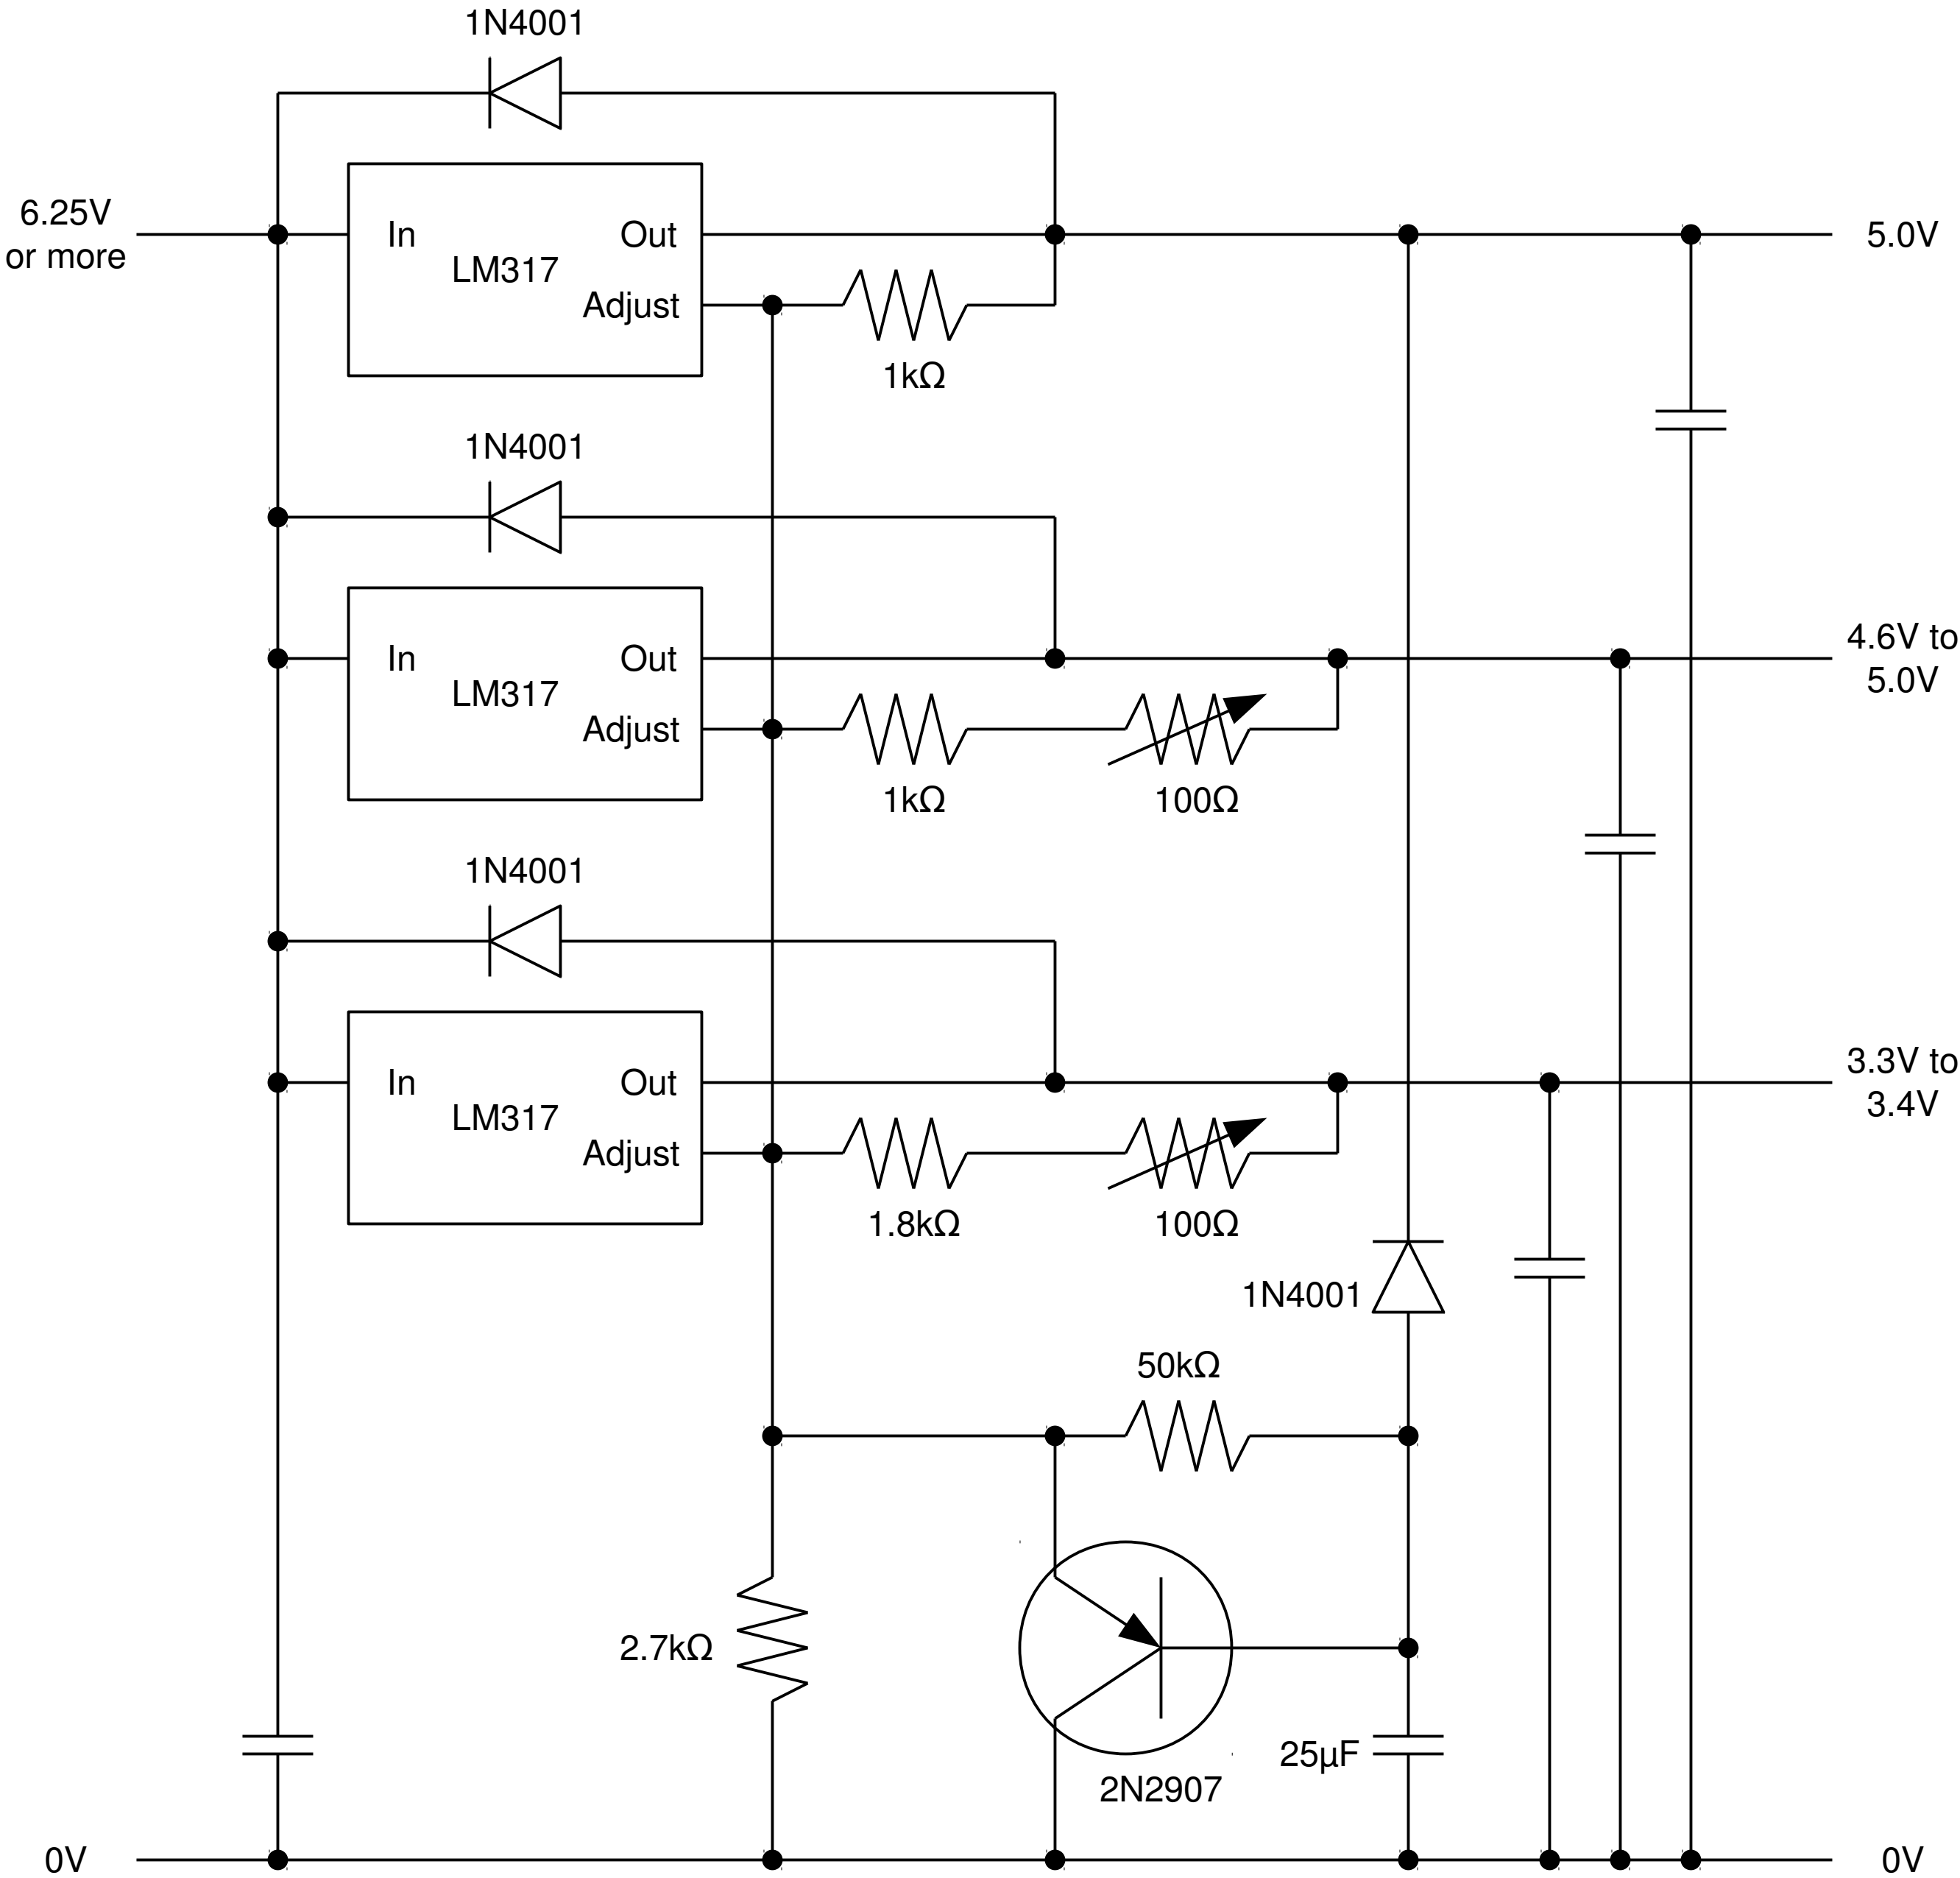 1N4001
6.25V
or more
In
Out
LM317
Adjust
5.0V
1kΩ
1N4001
In
Out
LM317
Adjust
4.6V to
5.0V
1kΩ
100Ω
1N4001
In
Out
LM317
Adjust
3.3V to
3.4V
1.8kΩ
100Ω
1N4001
50kΩ
2.7kΩ
25µF
2N2907
0V
0V